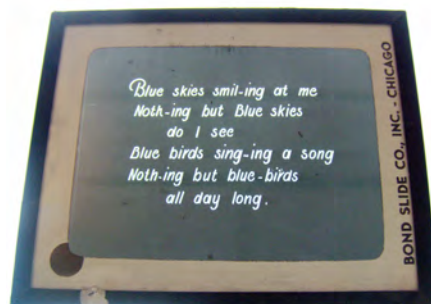 Blue skies smil-ing at me
Noth-ing but Blue skies
do I see
Blue birds sing-ing a song
Noth-ing but blue-birds
all day long.
BOND SLIDE CO., INC. - CHICAGO